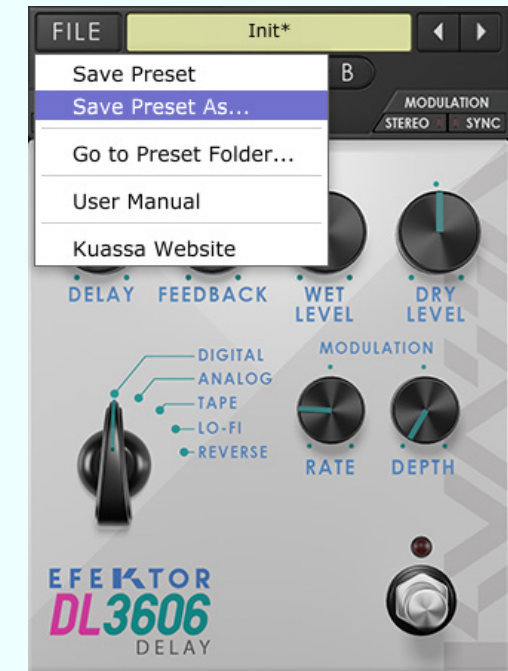 FILE
Init*
Save Preset
Save Preset As...
Go to Preset Folder...
User Manual
Kuassa Website
B
MODULATION
STEREO SYNC
DELAY FEEDBACK WET LEVEL DRY LEVEL
MODULATION
DIGITAL
ANALOG
TAPE
LO-FI
REVERSE
RATE DEPTH
EFEKTOR
DL3606
DELAY